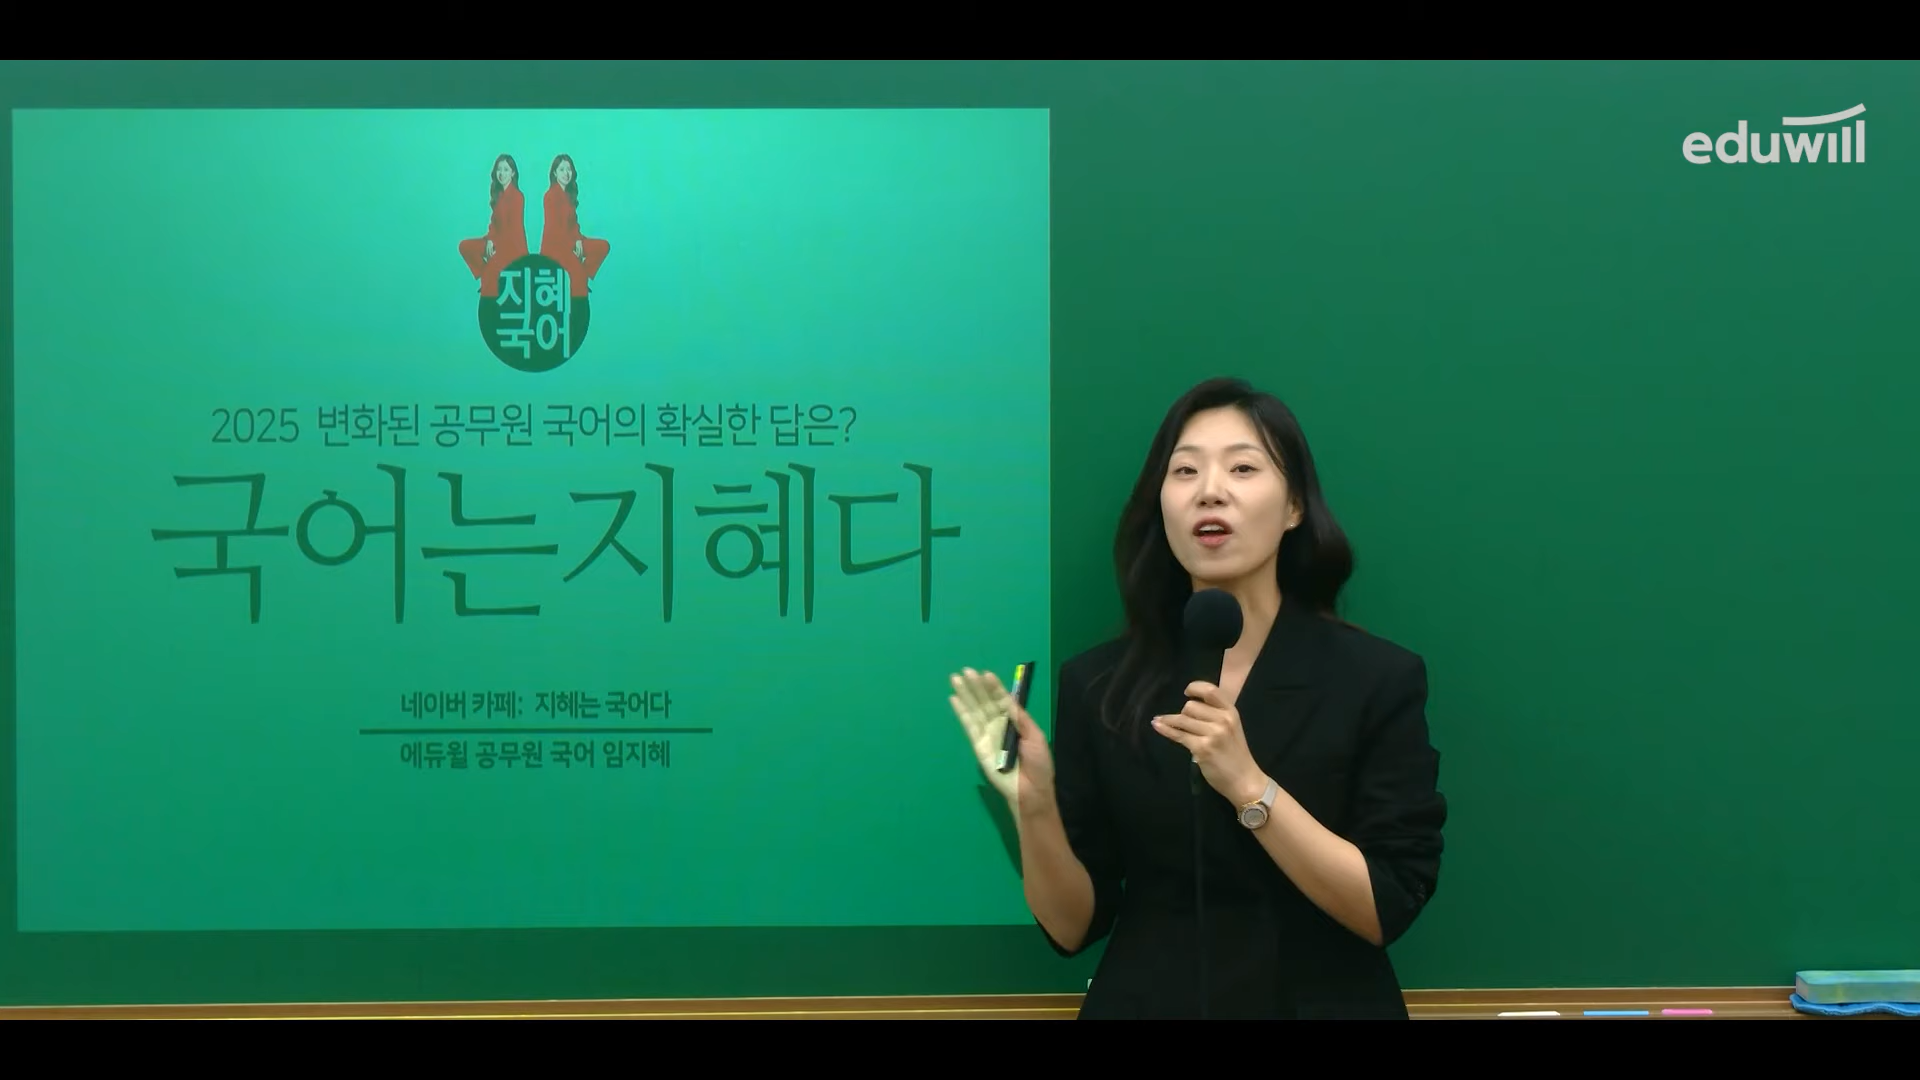 eduwill
지혜
국어
2025 변화된 공무원 국어의 확실한 답은?
국어는지혜다
네이버 카페: 지혜는 국어다
에듀윌 공무원 국어 임지혜